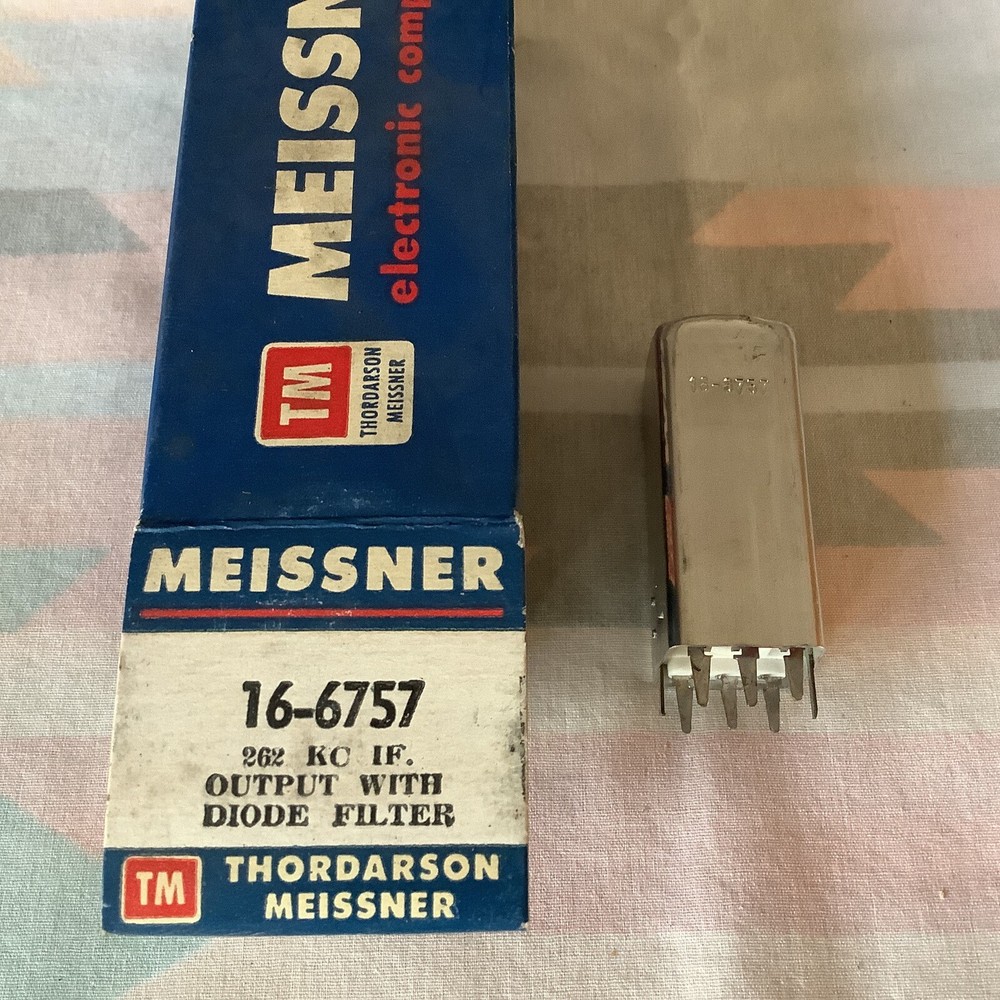 MEISSN
electronic comp
TM
THORDARSON
MEISSNER
MEISSNER
16-6757
262 KC IF.
OUTPUT WITH
DIODE FILTER
TM
THORDARSON
MEISSNER
16-6757